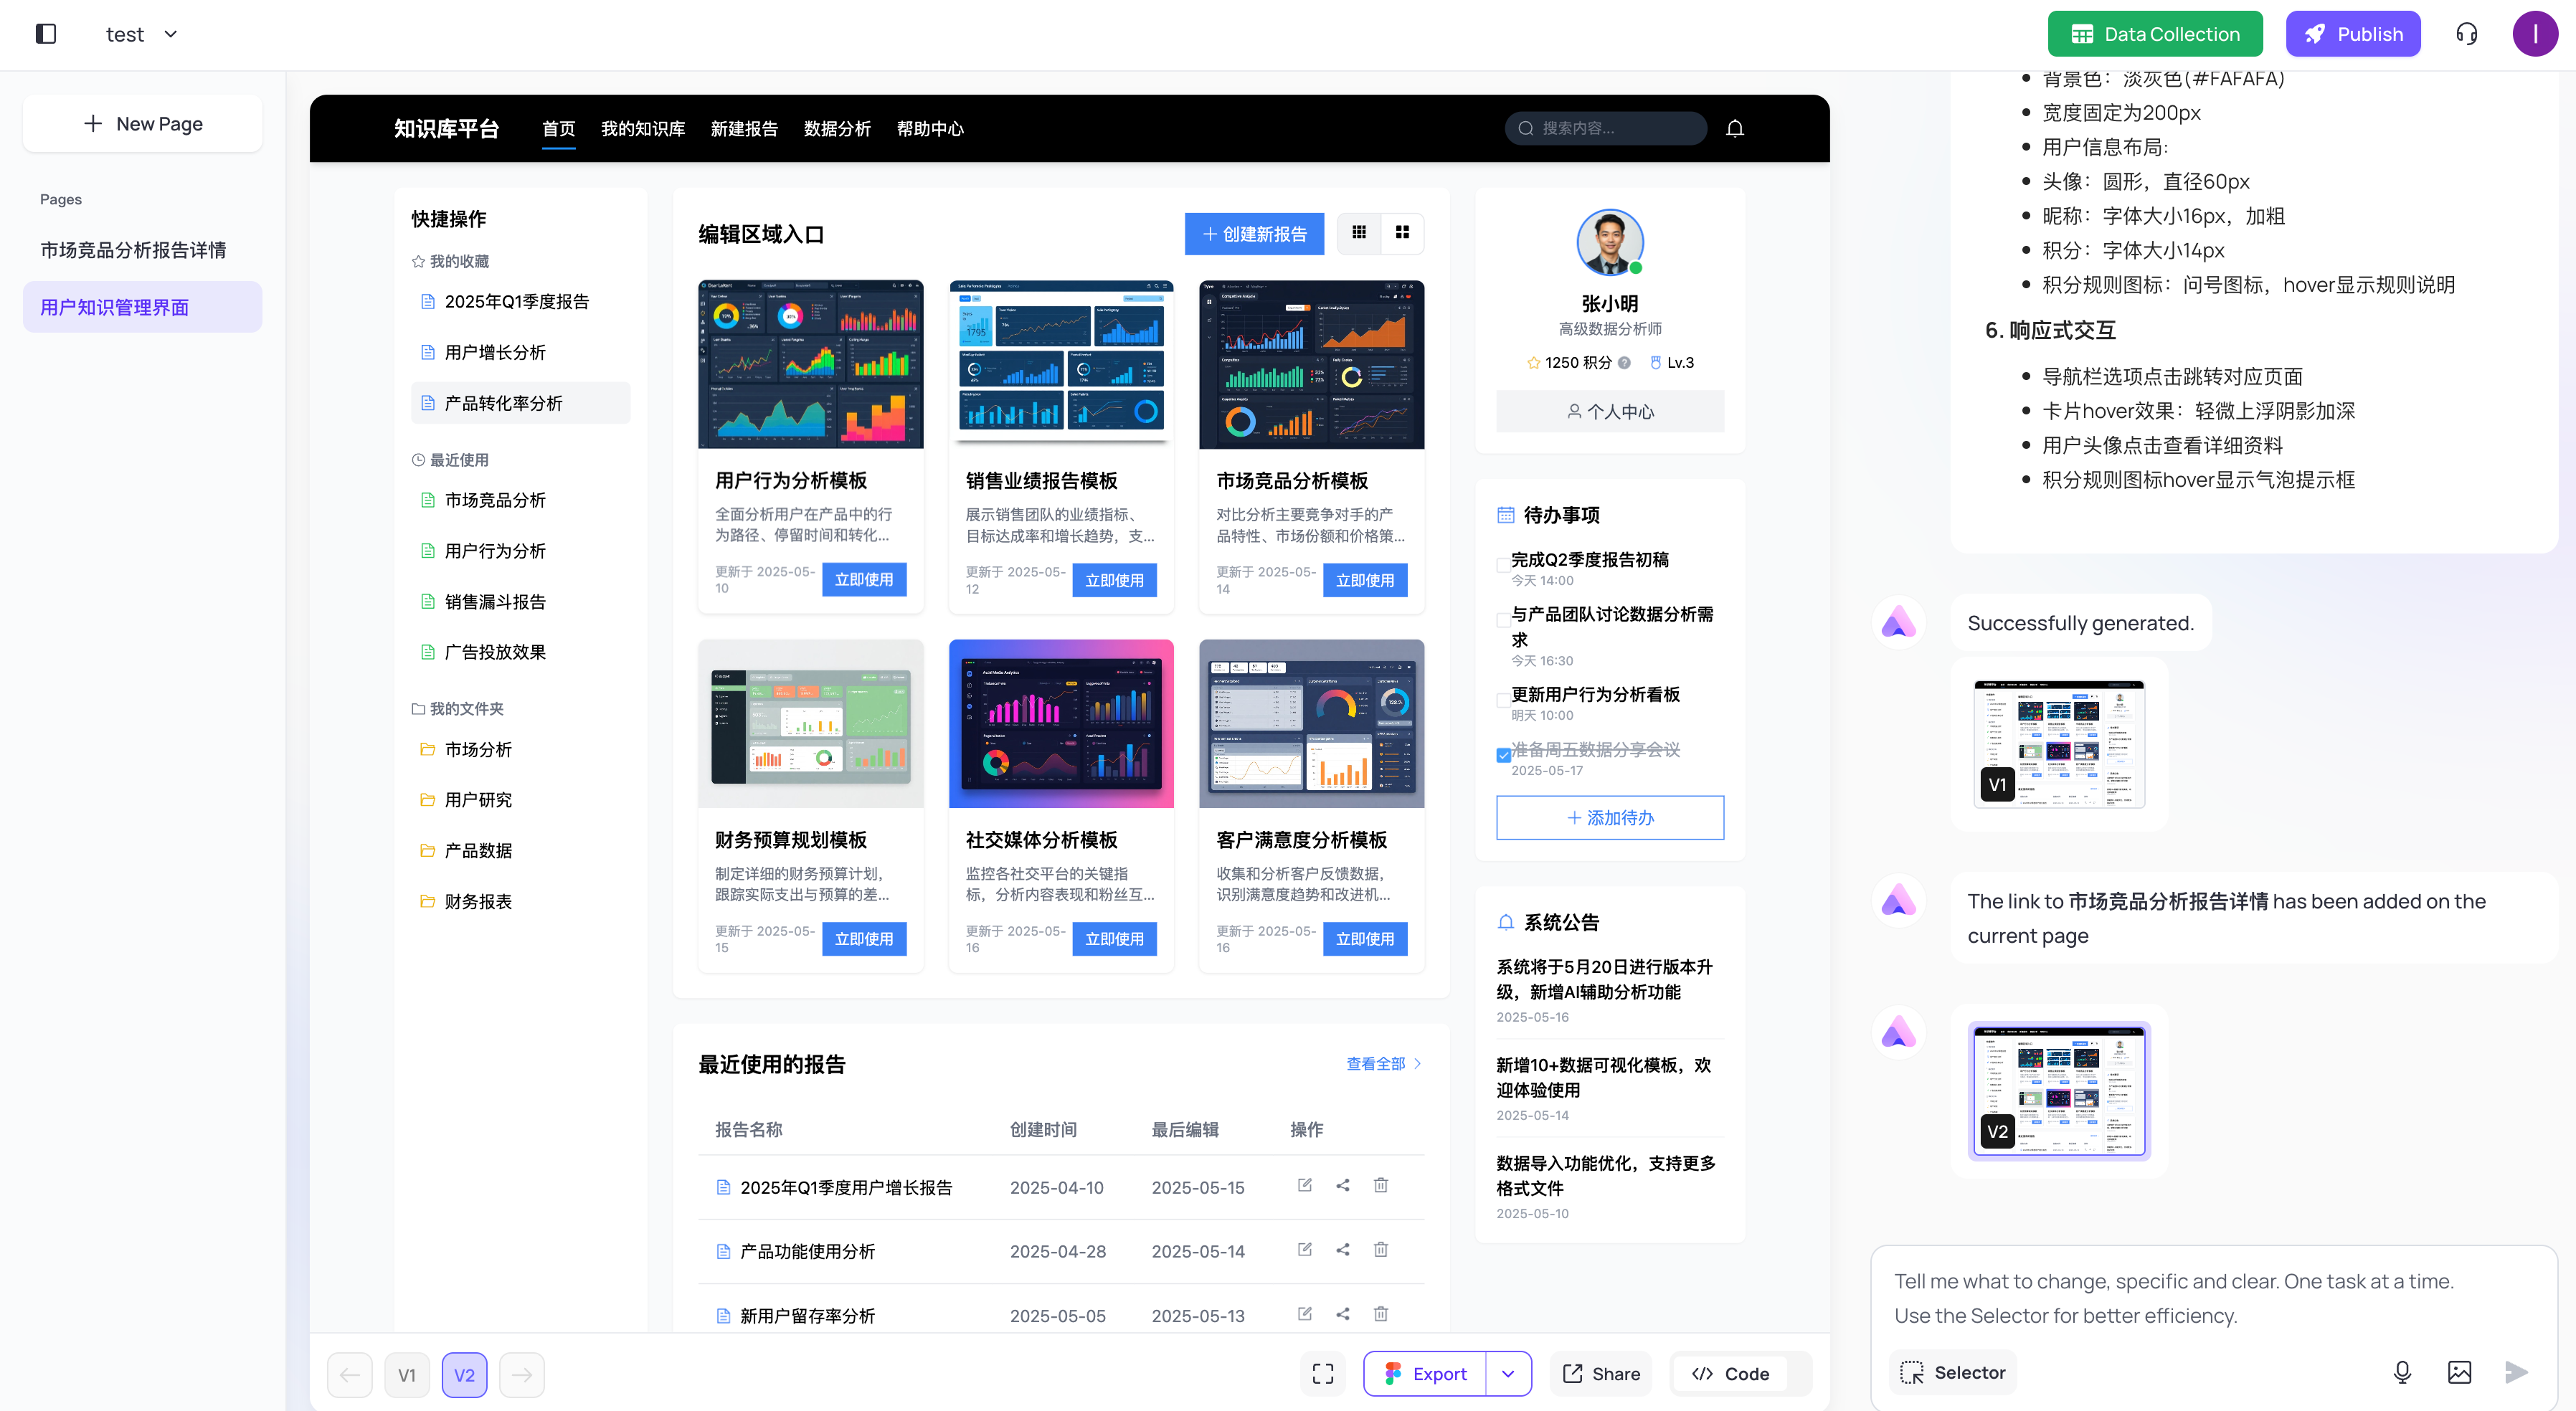 test
Data Collection
Publish
I
New Page
Pages
市场竞品分析报告详情
用户知识管理界面
知识库平台
首页
我的知识库
新建报告
数据分析
帮助中心
搜索内容...
快捷操作
我的收藏
2025年Q1季度报告
用户增长分析
产品转化率分析
最近使用
市场竞品分析
用户行为分析
销售漏斗报告
广告投放效果
我的文件夹
市场分析
用户研究
产品数据
财务报表
编辑区域入口
创建新报告
用户行为分析模板
全面分析用户在产品中的行
为路径、停留时间和转化...
更新于 2025-05-
10
立即使用
销售业绩报告模板
展示销售团队的业绩指标、
目标达成率和增长趋势，支...
更新于 2025-05-
12
立即使用
市场竞品分析模板
对比分析主要竞争对手的产
品特性、市场份额和价格策...
更新于 2025-05-
14
立即使用
财务预算规划模板
制定详细的财务预算计划，
跟踪实际支出与预算的差...
更新于 2025-05-
15
立即使用
社交媒体分析模板
监控各社交平台的关键指
标，分析内容表现和粉丝互...
更新于 2025-05-
16
立即使用
客户满意度分析模板
收集和分析客户反馈数据，
识别满意度趋势和改进机...
更新于 2025-05-
16
立即使用
最近使用的报告
查看全部
报告名称 创建时间 最后编辑 操作
2025年Q1季度用户增长报告 2025-04-10 2025-05-15
产品功能使用分析 2025-04-28 2025-05-14
新用户留存率分析 2025-05-05 2025-05-13
张小明
高级数据分析师
1250 积分 Lv.3
个人中心
待办事项
完成Q2季度报告初稿
今天 14:00
与产品团队讨论数据分析需
求
今天 16:30
更新用户行为分析看板
明天 10:00
准备周五数据分享会议
2025-05-17
添加待办
系统公告
系统将于5月20日进行版本升
级，新增AI辅助分析功能
2025-05-16
新增10+数据可视化模板，欢
迎体验使用
2025-05-14
数据导入功能优化，支持更多
格式文件
2025-05-10
V1
V2
Export
Share
Code
背景色：淡灰色(#FAFAFA)
宽度固定为200px
用户信息布局:
头像：圆形，直径60px
昵称：字体大小16px，加粗
积分：字体大小14px
积分规则图标：问号图标，hover显示规则说明
6. 响应式交互
导航栏选项点击跳转对应页面
卡片hover效果：轻微上浮阴影加深
用户头像点击查看详细资料
积分规则图标hover显示气泡提示框
Successfully generated.
V1
The link to 市场竞品分析报告详情 has been added on the
current page
V2
Tell me what to change, specific and clear. One task at a time.
Use the Selector for better efficiency.
Selector